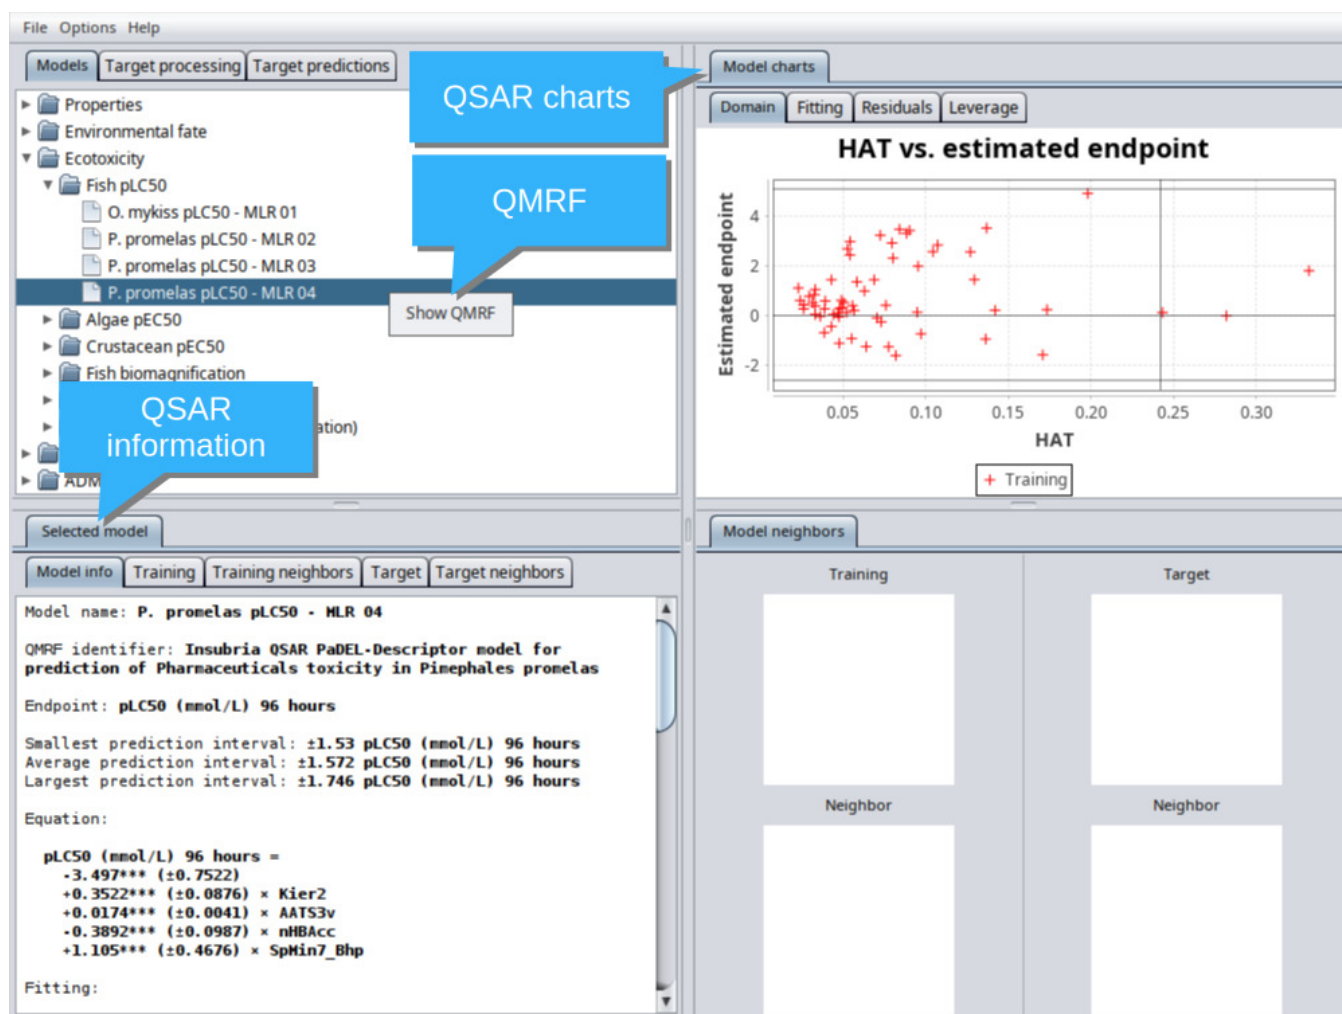 File Options Help
Models Target processing Target predictions
Properties
Environmental fate
Ecotoxicity
Fish pLC50
O. mykiss pLC50 - MLR 01
P. promelas pLC50 - MLR 02
P. promelas pLC50 - MLR 03
P. promelas pLC50 - MLR 04
Show QMRF
Algae pEC50
Crustacean pEC50
Fish biomagnification
ation)
ADM
QSAR charts
QMRF
QSAR
information
Model charts
Domain Fitting Residuals Leverage
HAT vs. estimated endpoint
Estimated endpoint
4
2
0
-2
0.05 0.10 0.15 0.20 0.25 0.30
HAT
+ Training
Selected model
Model info Training Training neighbors Target Target neighbors
Model name: P. promelas pLC50 - MLR 04
QMRF identifier: Insubria QSAR PaDEL-Descriptor model for
prediction of Pharmaceuticals toxicity in Pimephales promelas
Endpoint: pLC50 (mmol/L) 96 hours
Smallest prediction interval: ±1.53 pLC50 (mmol/L) 96 hours
Average prediction interval: ±1.572 pLC50 (mmol/L) 96 hours
Largest prediction interval: ±1.746 pLC50 (mmol/L) 96 hours
Equation:
pLC50 (mmol/L) 96 hours =
-3.497*** (±0.7522)
+0.3522*** (±0.0876) × Kier2
+0.0174*** (±0.0041) × AATS3v
-0.3892*** (±0.0987) × nHBAcc
+1.105*** (±0.4676) × SpMin7_Bhp
Fitting:
Model neighbors
Training Target
Neighbor Neighbor